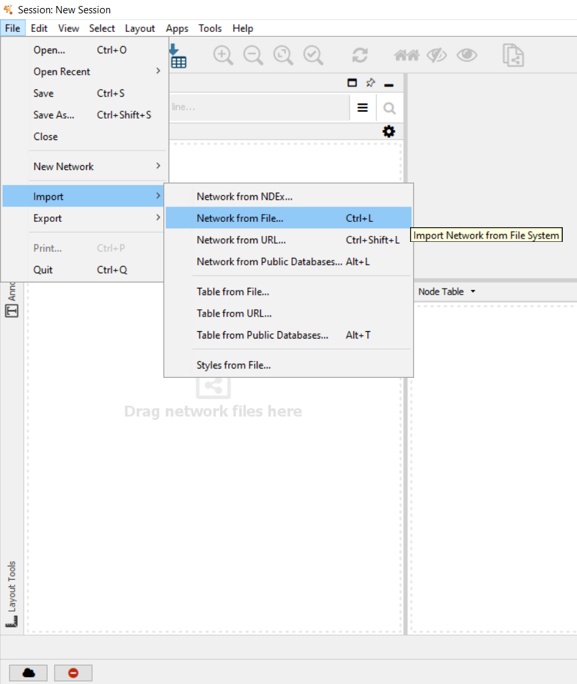 Session: New Session
File Edit View Select Layout Apps Tools Help
Open... Ctrl+O
Open Recent
Save Ctrl+S
Save As... Ctrl+Shift+S
Close
New Network
Import
Export
Print... Ctrl+P
Quit Ctrl+Q
line...
Network from NDEx...
Network from File... Ctrl+L
Network from URL... Ctrl+Shift+L
Network from Public Databases... Alt+L
Table from File...
Table from URL...
Table from Public Databases... Alt+T
Styles from File...
Import Network from File System
Node Table
Drag network files here
Layout Tools